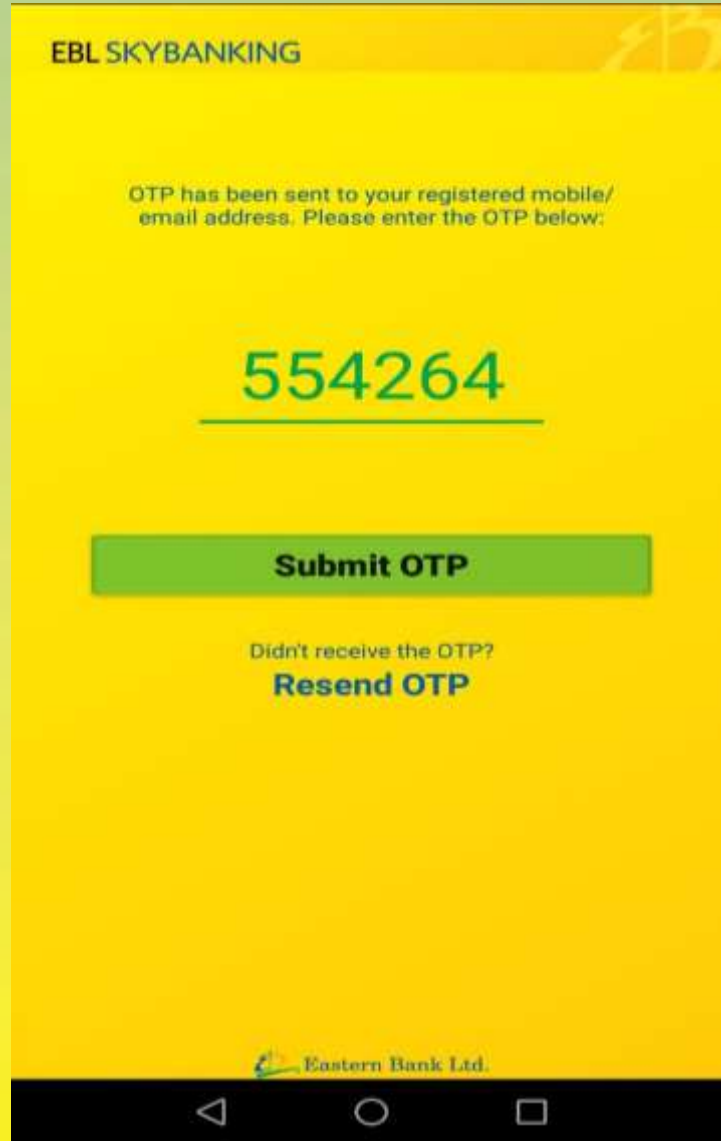 EBL SKYBANKING
OTP has been sent to your registered mobile/
email address. Please enter the OTP below:
554264
Submit OTP
Didn't receive the OTP?
Resend OTP
Eastern Bank Ltd.